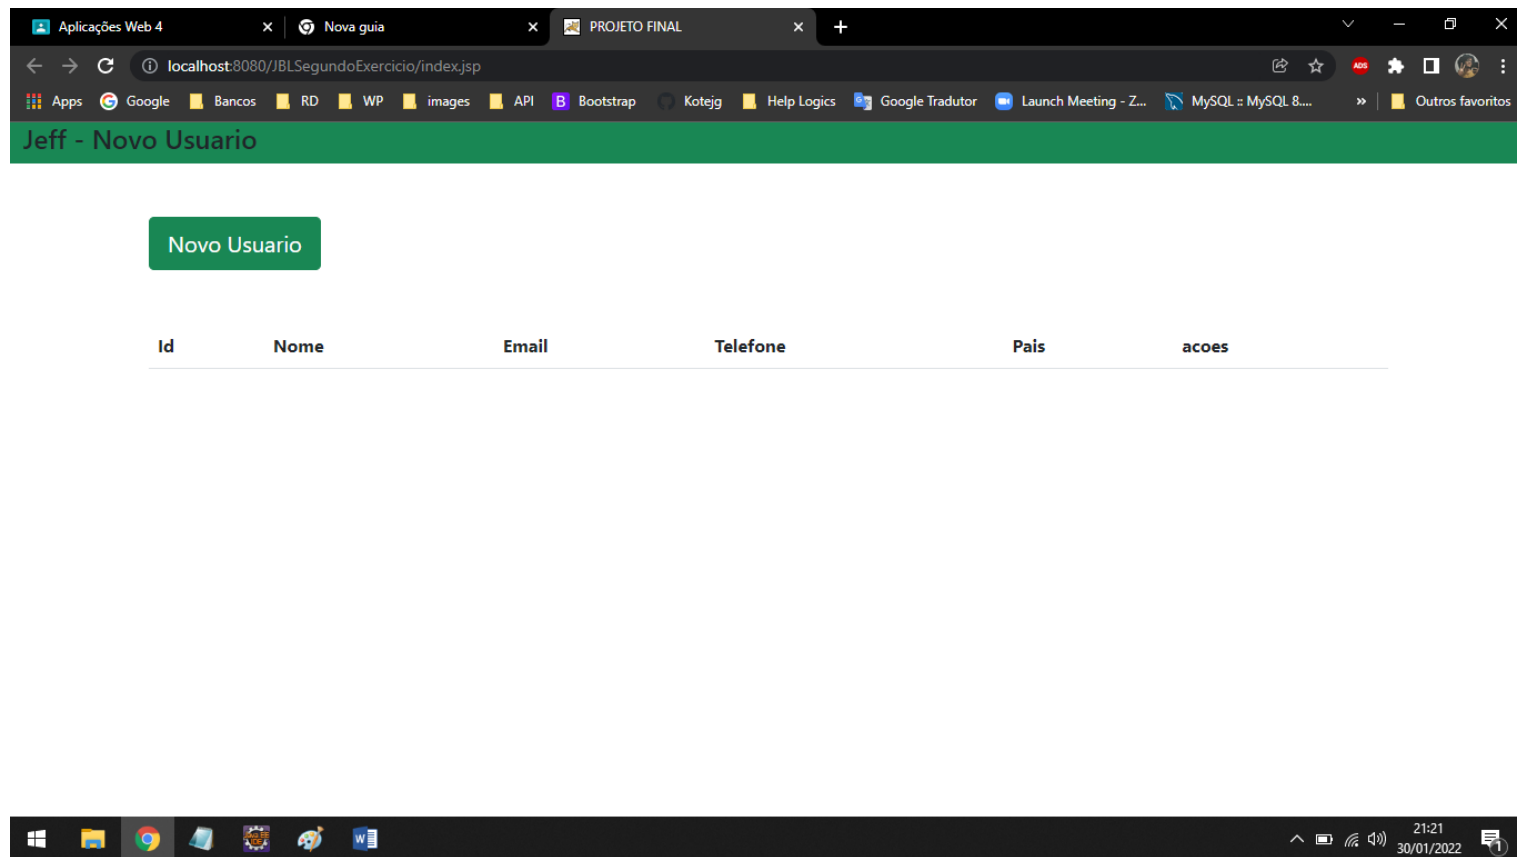 Aplicações Web 4 Nova guia PROJETO FINAL
localhost:8080/JBLSegundoExercicio/index.jsp ADS
Apps Google Bancos RD WP images API B Bootstrap Kotejg Help Logics Google Tradutor Launch Meeting - Z... MySQL :: MySQL 8.... » Outros favoritos
Jeff - Novo Usuario
Novo Usuario
Id Nome Email Telefone Pais acoes
21:21
30/01/2022
1